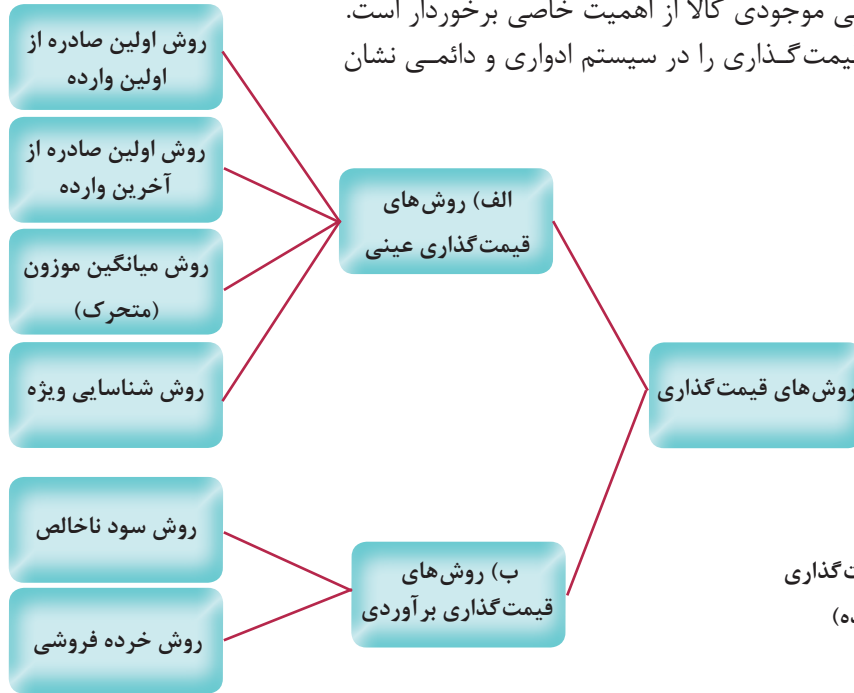 موجودی کالا از اهمیت خاصی برخوردار است.
قیمت‌گـذاری را در سیستم ادواری و دائمـی نشان
روش‌های قیمت‌گذاری
الف) روش‌های
قیمت‌گذاری عینی
روش اولین صادره از
اولین وارده
روش اولین صادره از
آخرین وارده
روش میانگین موزون
(متحرک)
روش شناسایی ویژه
ب) روش‌های
قیمت‌گذاری برآوردی
روش سود ناخالص
روش خرده فروشی